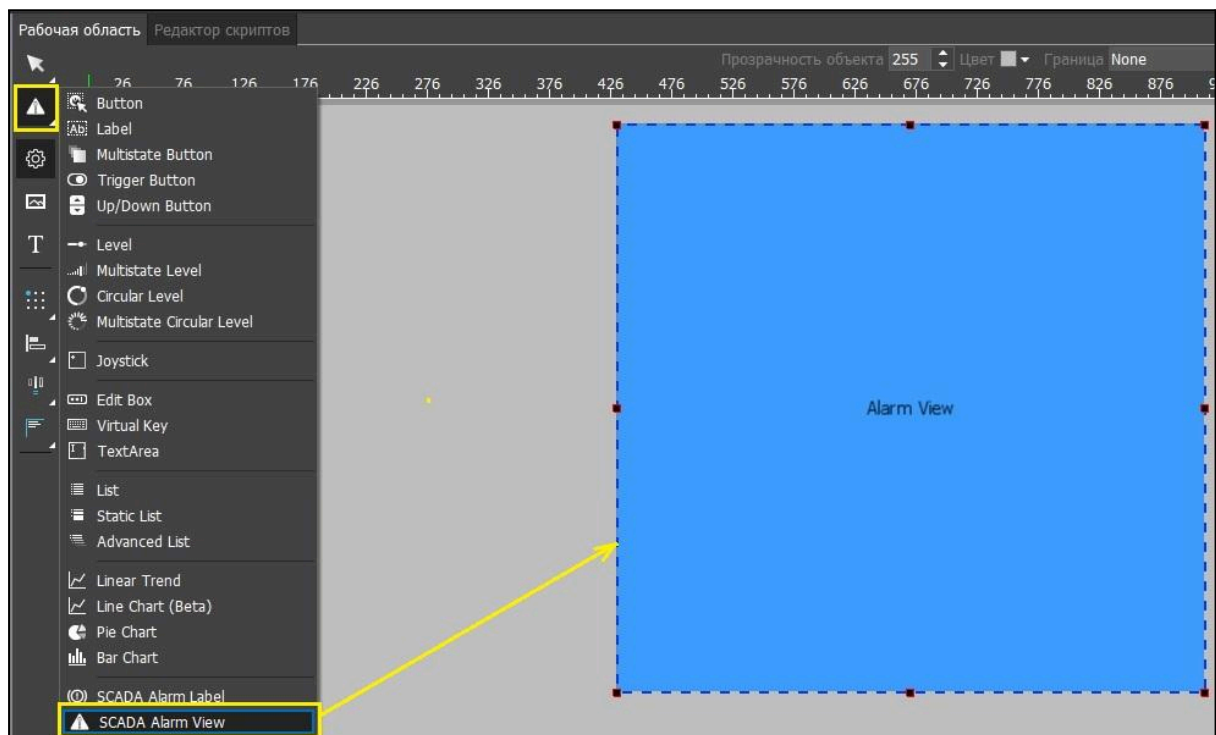 Рабочая область Редактор скриптов
Прозрачность объекта 255 Цвет Граница None
26 76 126 176 226 276 326 376 426 476 526 576 626 676 726 776 826 876
Button
Ab Label
Multistate Button
Trigger Button
Up/Down Button
T Level
Multistate Level
Circular Level
Multistate Circular Level
Joystick
Edit Box
Virtual Key
TextArea
List
Static List
Advanced List
Linear Trend
Line Chart (Beta)
Pie Chart
Bar Chart
SCADA Alarm Label
SCADA Alarm View
Alarm View